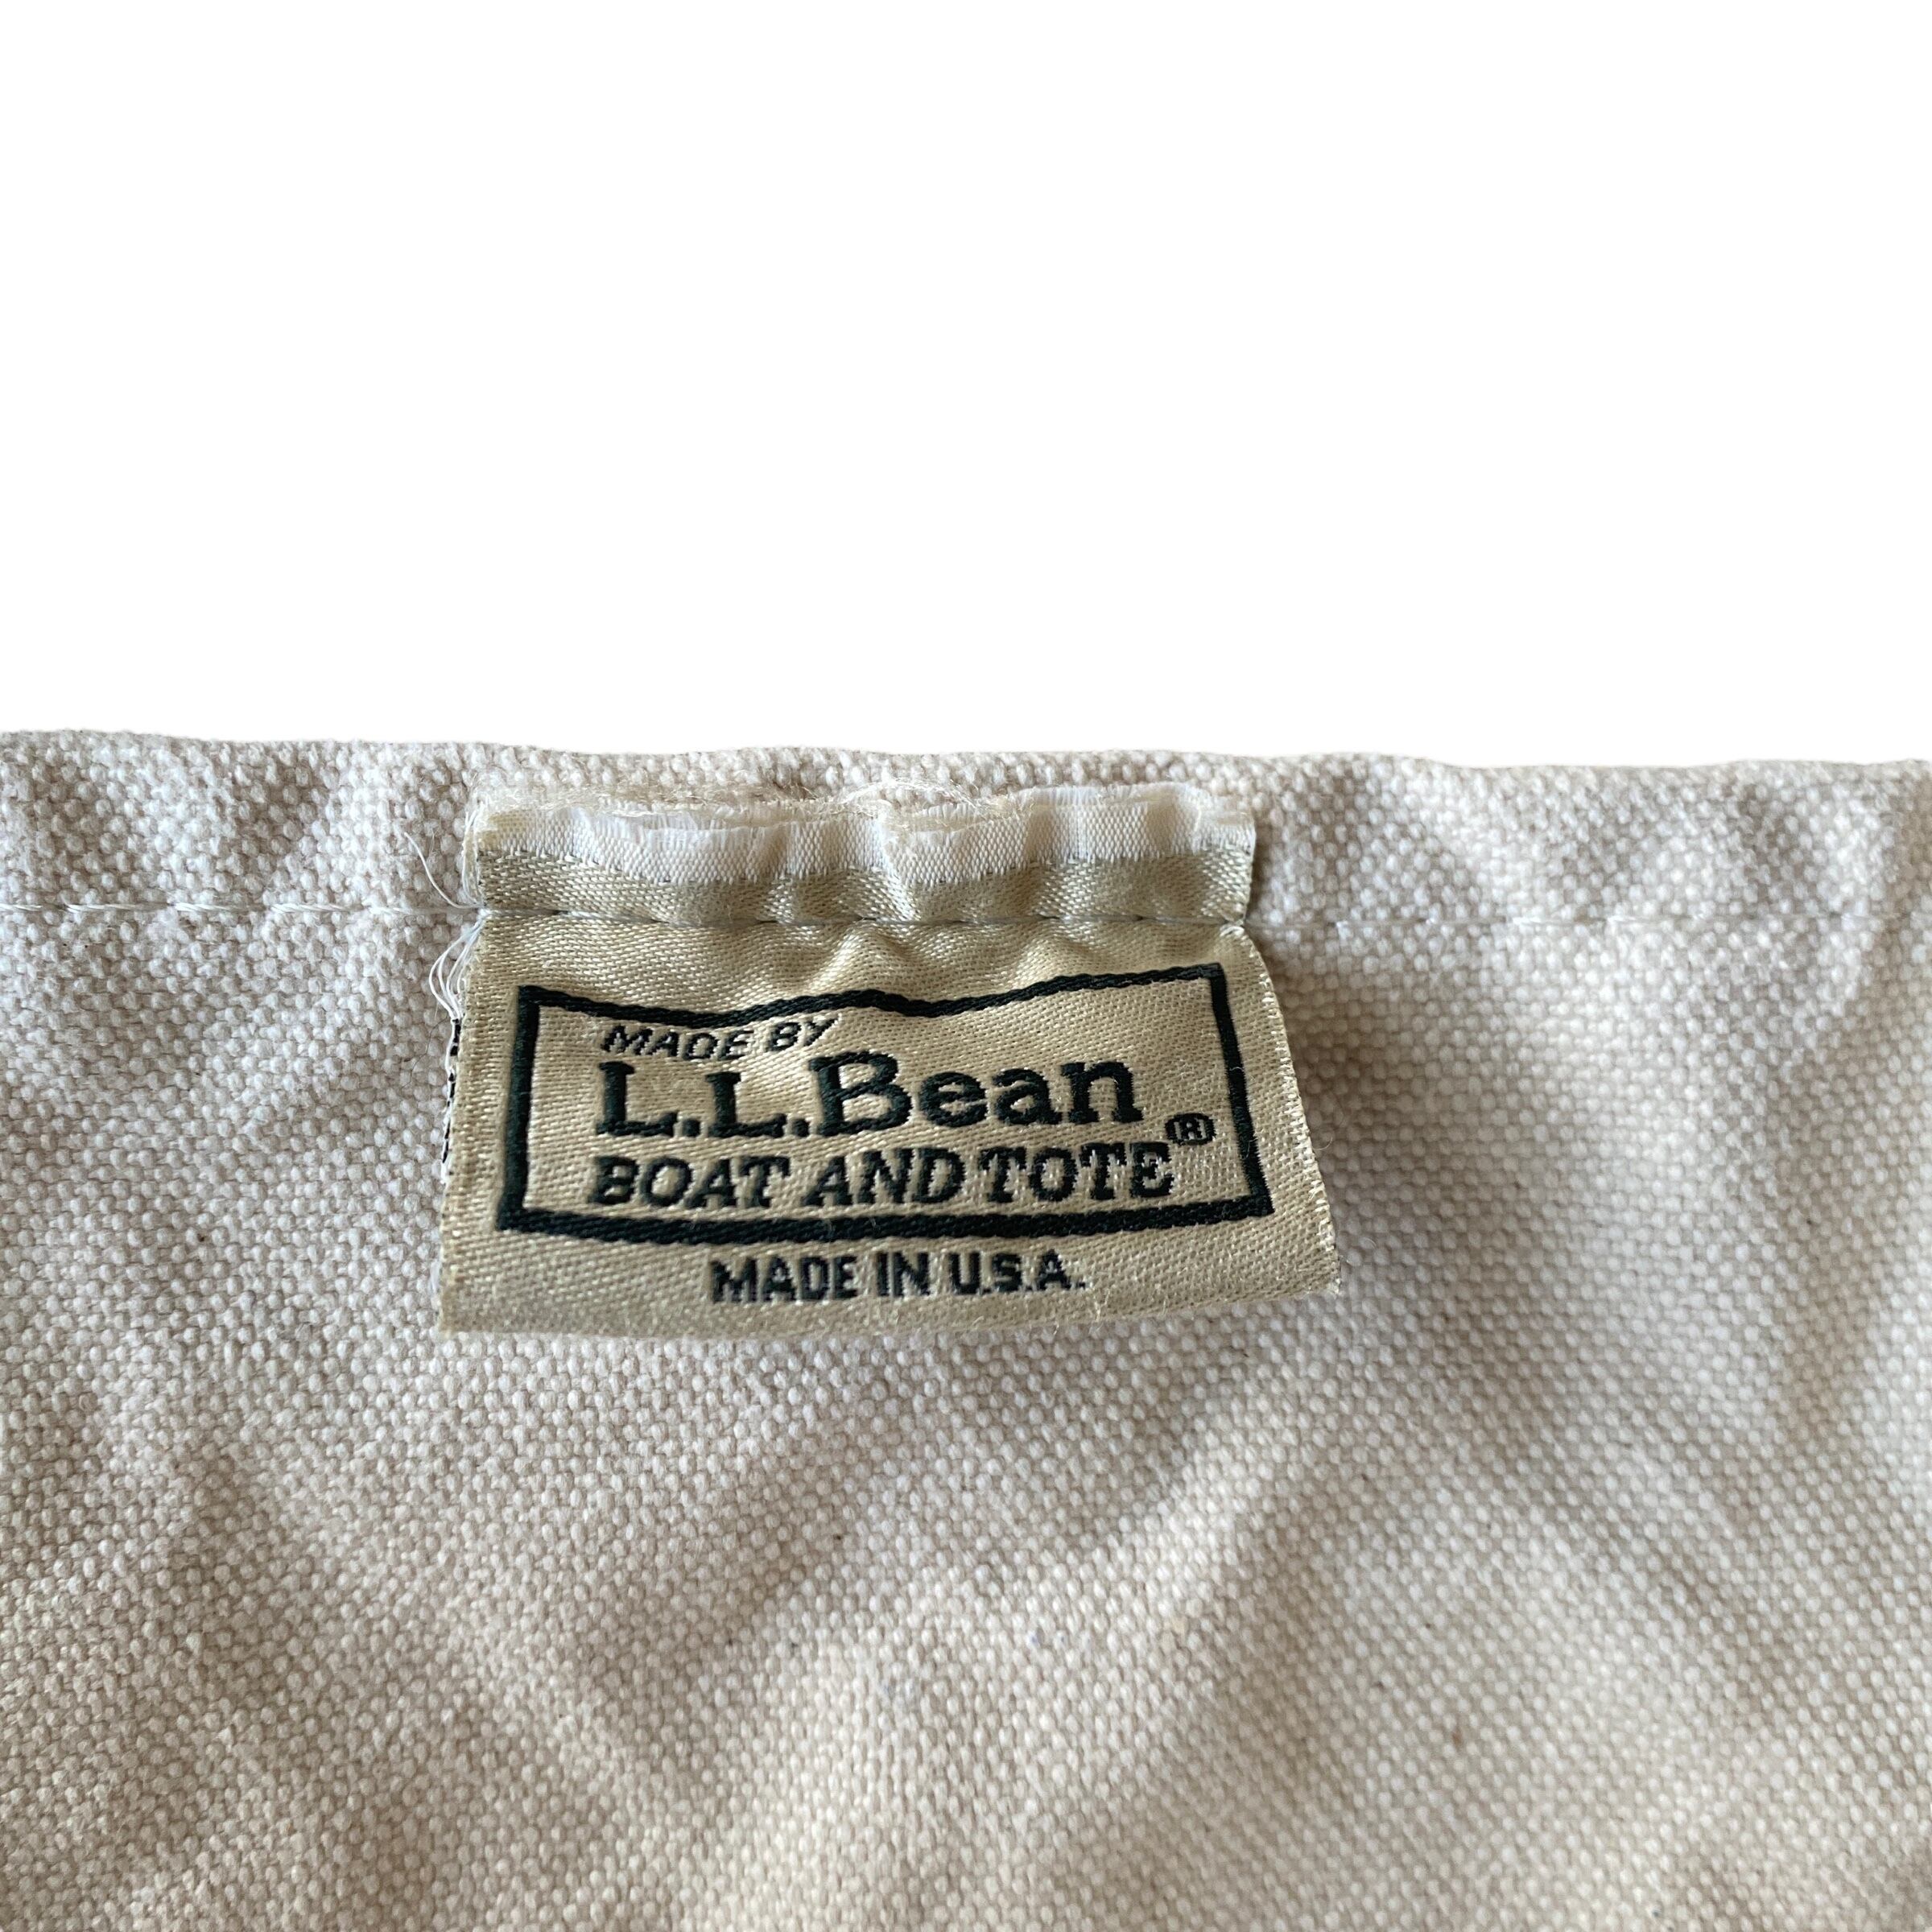 MADE BY
L.L.Bean®
BOAT AND TOTE
MADE IN U.S.A.